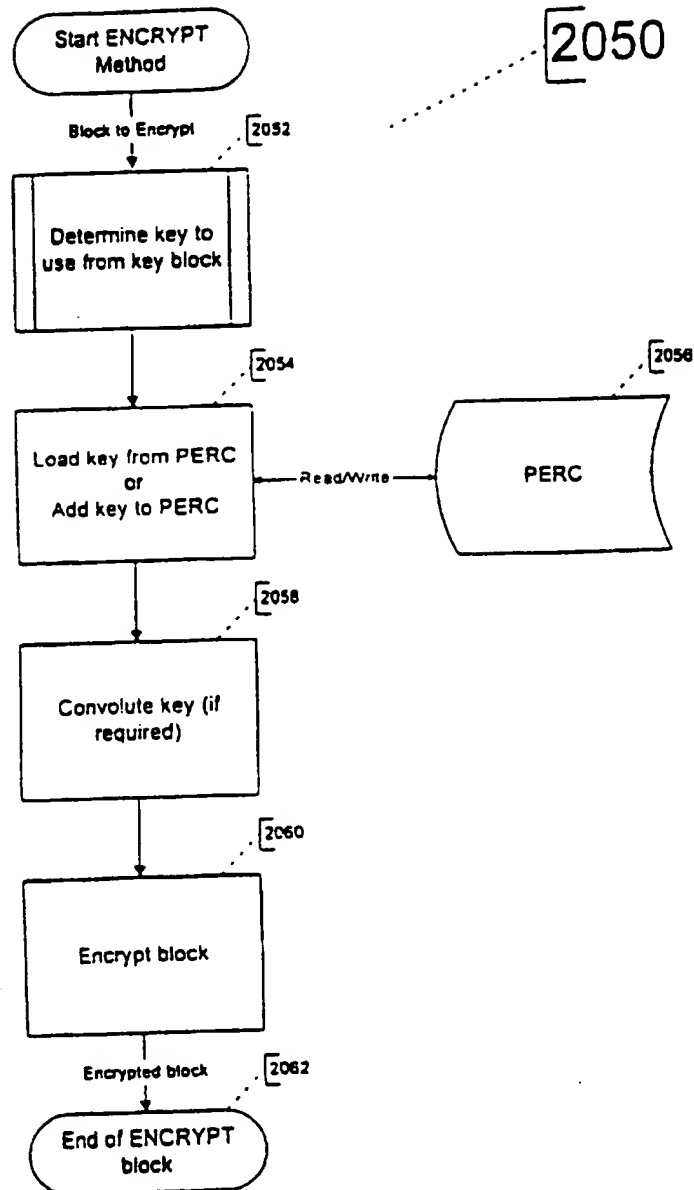 Start ENCRYPT
Method
2050
Block to Encrypt
2052
Determine key to
use from key block
2054
Load key from PERC
or
Add key to PERC
Read/Write
2056
PERC
2058
Convolute key (if
required)
2060
Encrypt block
Encrypted block
2062
End of ENCRYPT
block